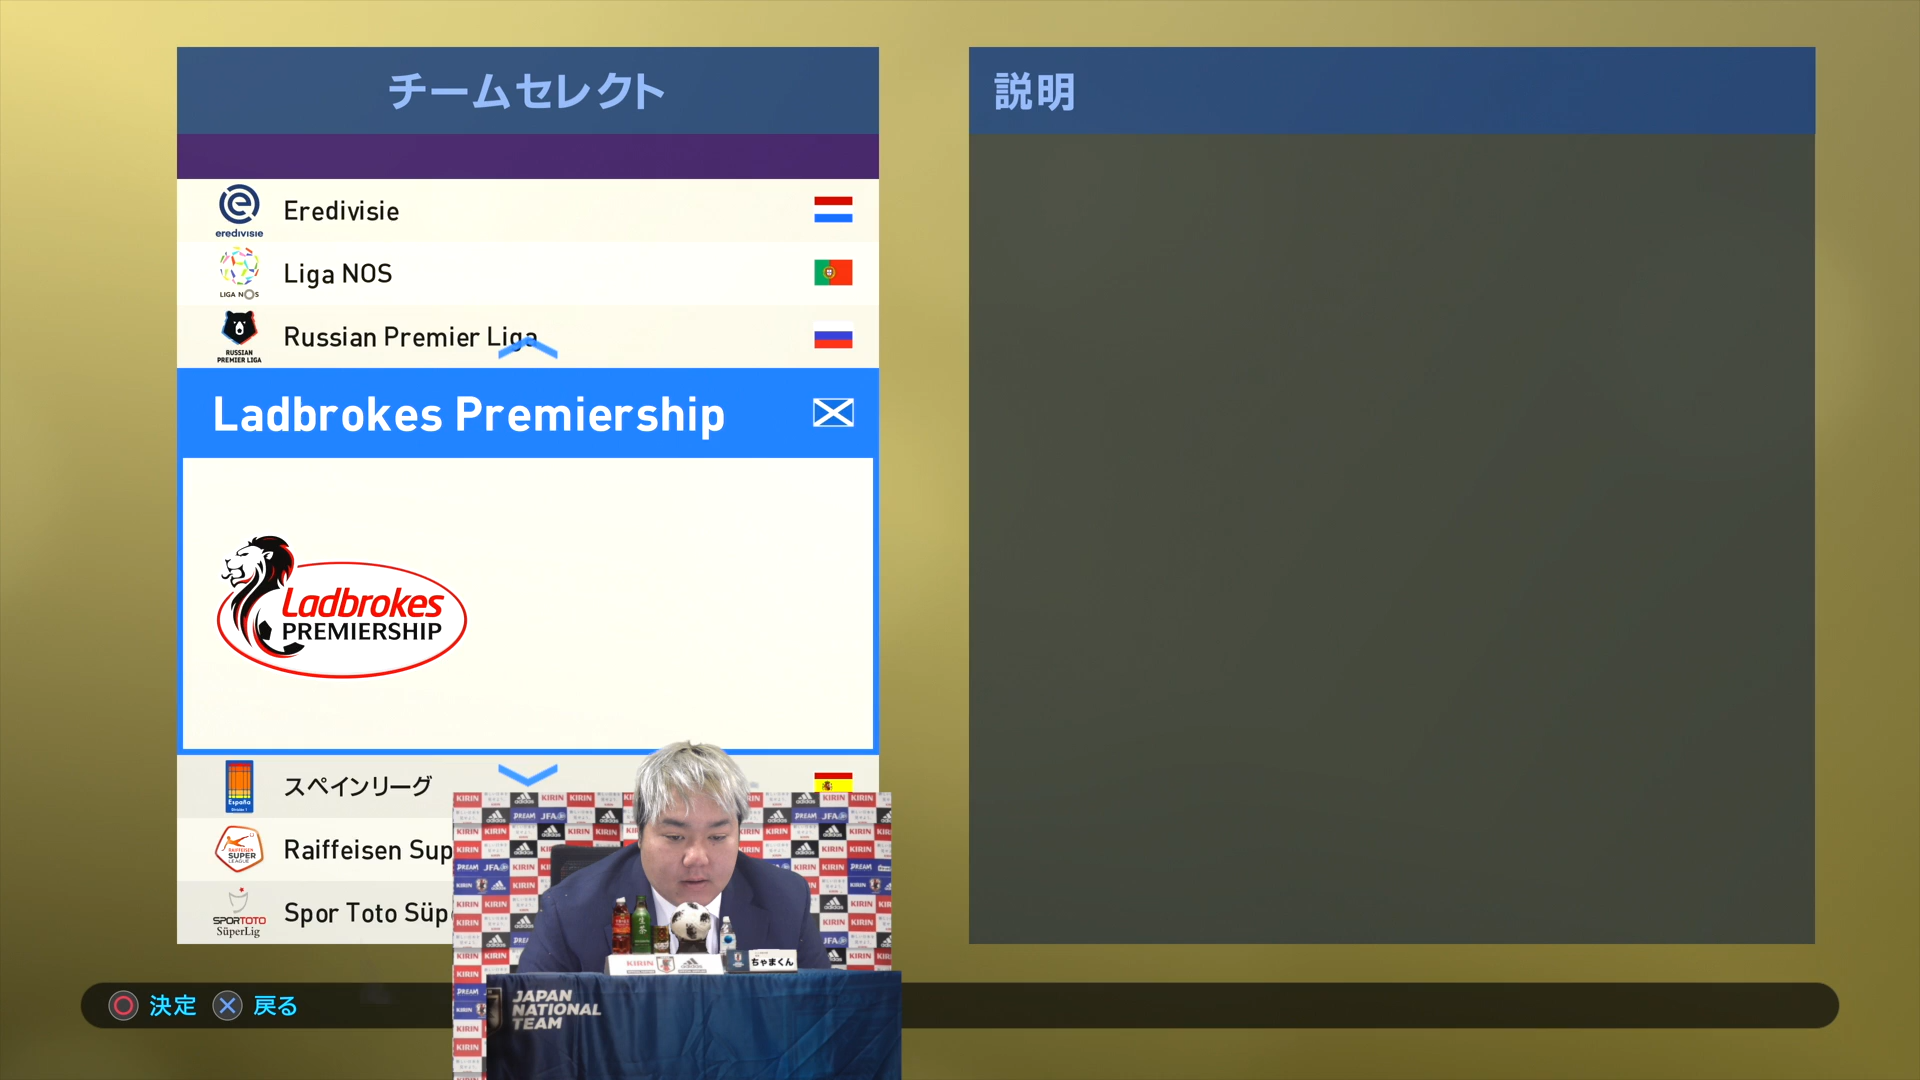 チームセレクト
説明
eredivisie
Eredivisie
LIGA NOS
Liga NOS
RUSSIAN
PREMIER LIGA
Russian Premier Liga
Ladbrokes Premiership
Ladbrokes
PREMIERSHIP
España
スペインリーグ
RAIFFEISEN
SUPER
LEAGUE
Raiffeisen Sup
SPORTOTO
SüperLig
Spor Toto Süp
KIRIN
adidas
DREAM
JFA
KIRIN
ちゃまくん
JAPAN
NATIONAL
TEAM
決定
戻る